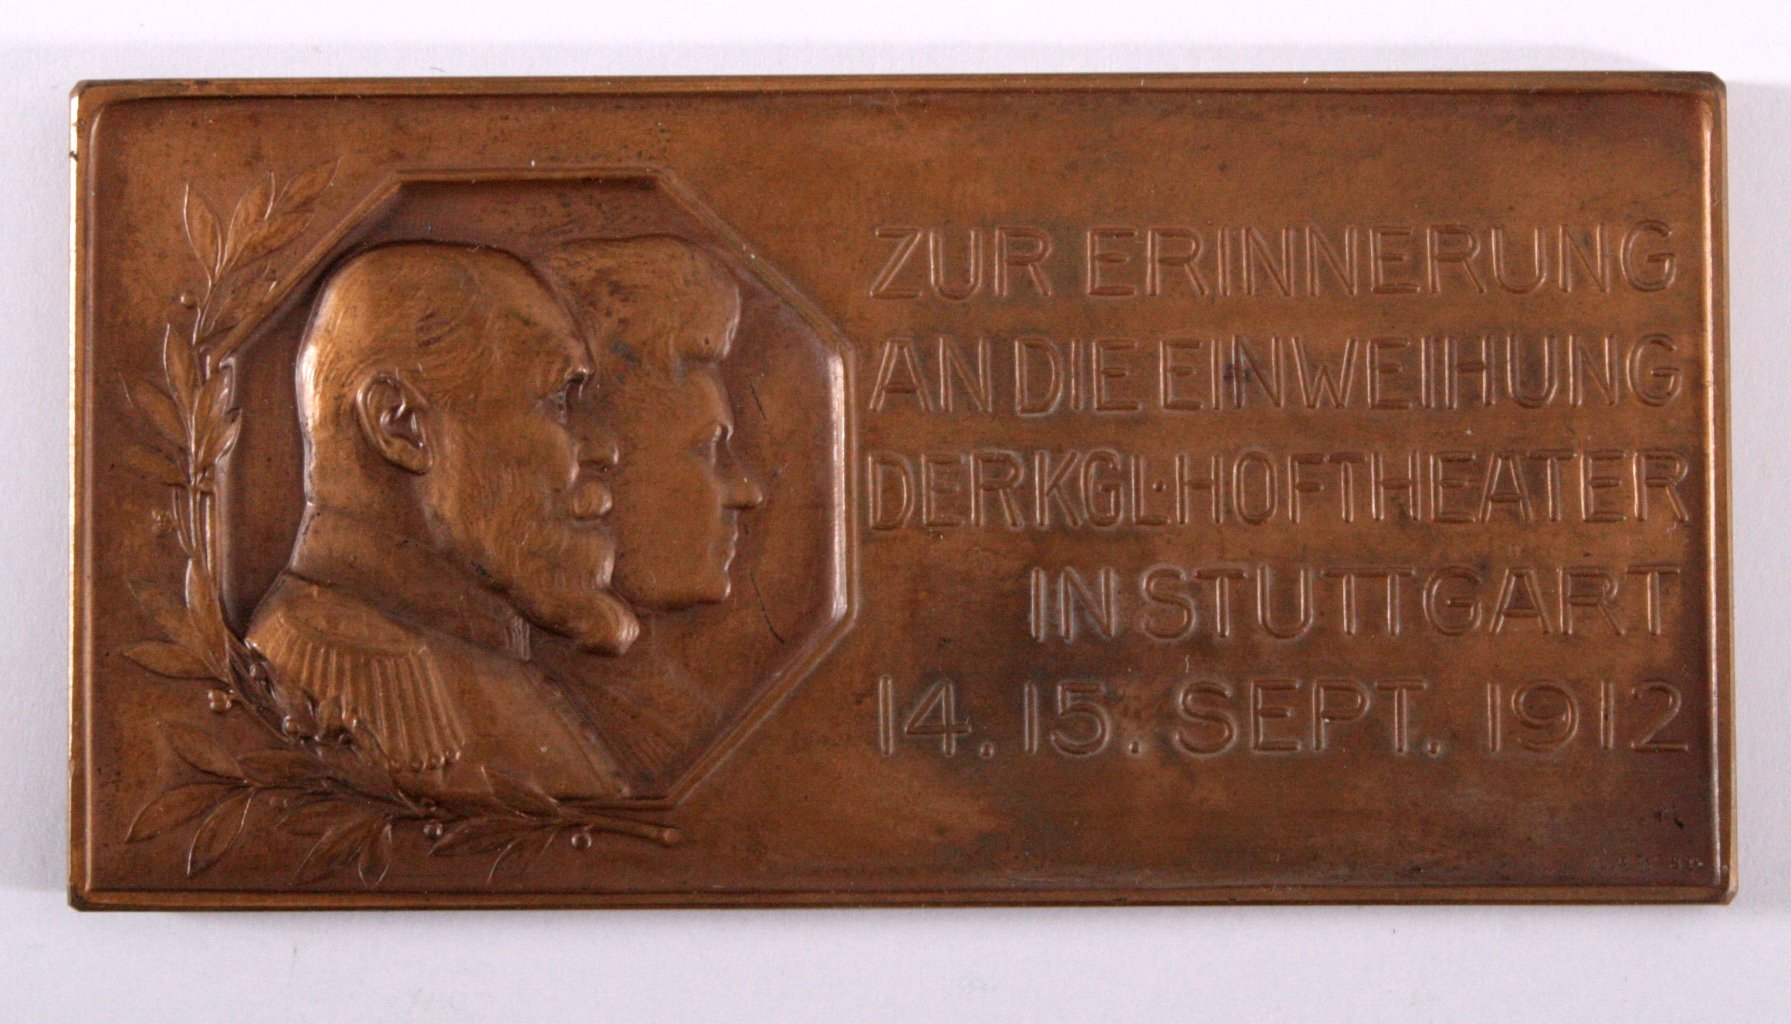 ZUR ERINNERUNG
AN DIE EINWEIHUNG
DER KGL·HOFTHEATER
IN STUTTGART
14. 15. SEPT. 1912